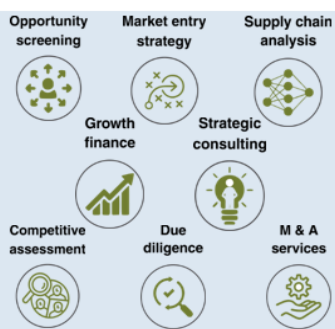 Opportunity
screening
Market entry
strategy
Supply chain
analysis
Growth
finance
Strategic
consulting
Competitive
assessment
Due
diligence
M & A
services